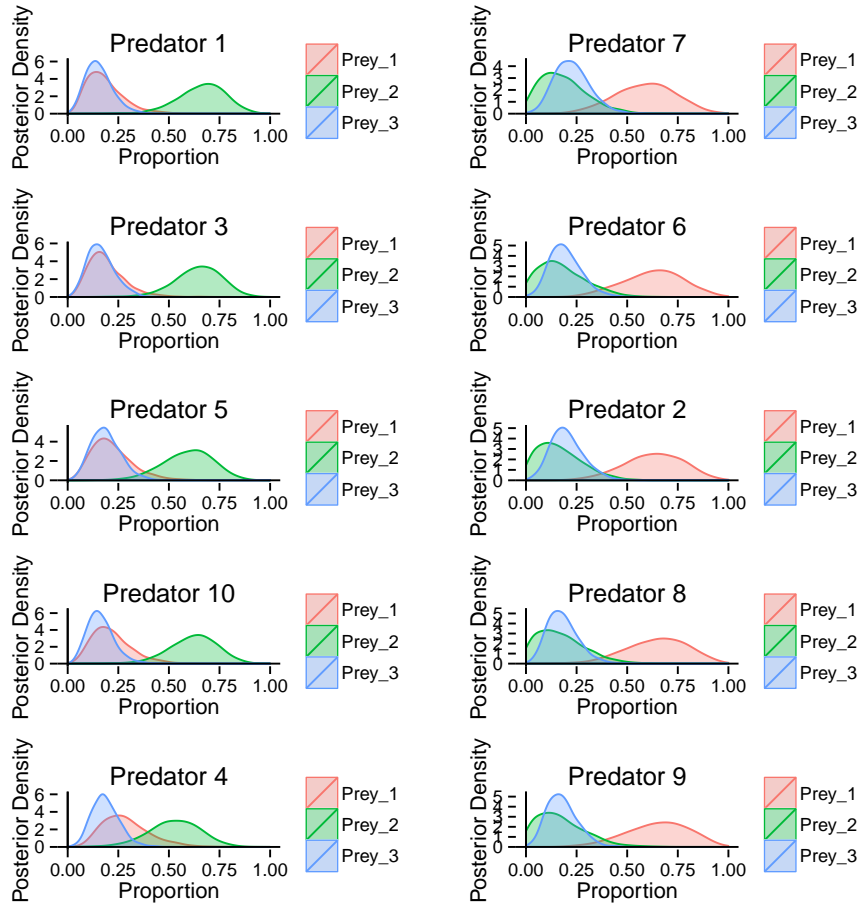 Predator 1
Posterior Density
6
4
2
0
0.00 0.25 0.50 0.75 1.00
Proportion
Prey_1
Prey_2
Prey_3
Predator 7
Posterior Density
4
3
2
1
0
0.00 0.25 0.50 0.75 1.00
Proportion
Prey_1
Prey_2
Prey_3
Predator 3
Posterior Density
6
4
2
0
0.00 0.25 0.50 0.75 1.00
Proportion
Prey_1
Prey_2
Prey_3
Predator 6
Posterior Density
5
4
3
2
1
0
0.00 0.25 0.50 0.75 1.00
Proportion
Prey_1
Prey_2
Prey_3
Predator 5
Posterior Density
4
2
0
0.00 0.25 0.50 0.75 1.00
Proportion
Prey_1
Prey_2
Prey_3
Predator 2
Posterior Density
5
4
3
2
1
0
0.00 0.25 0.50 0.75 1.00
Proportion
Prey_1
Prey_2
Prey_3
Predator 10
Posterior Density
6
4
2
0
0.00 0.25 0.50 0.75 1.00
Proportion
Prey_1
Prey_2
Prey_3
Predator 8
Posterior Density
5
4
3
2
1
0
0.00 0.25 0.50 0.75 1.00
Proportion
Prey_1
Prey_2
Prey_3
Predator 4
Posterior Density
6
4
2
0
0.00 0.25 0.50 0.75 1.00
Proportion
Prey_1
Prey_2
Prey_3
Predator 9
Posterior Density
5
4
3
2
1
0
0.00 0.25 0.50 0.75 1.00
Proportion
Prey_1
Prey_2
Prey_3